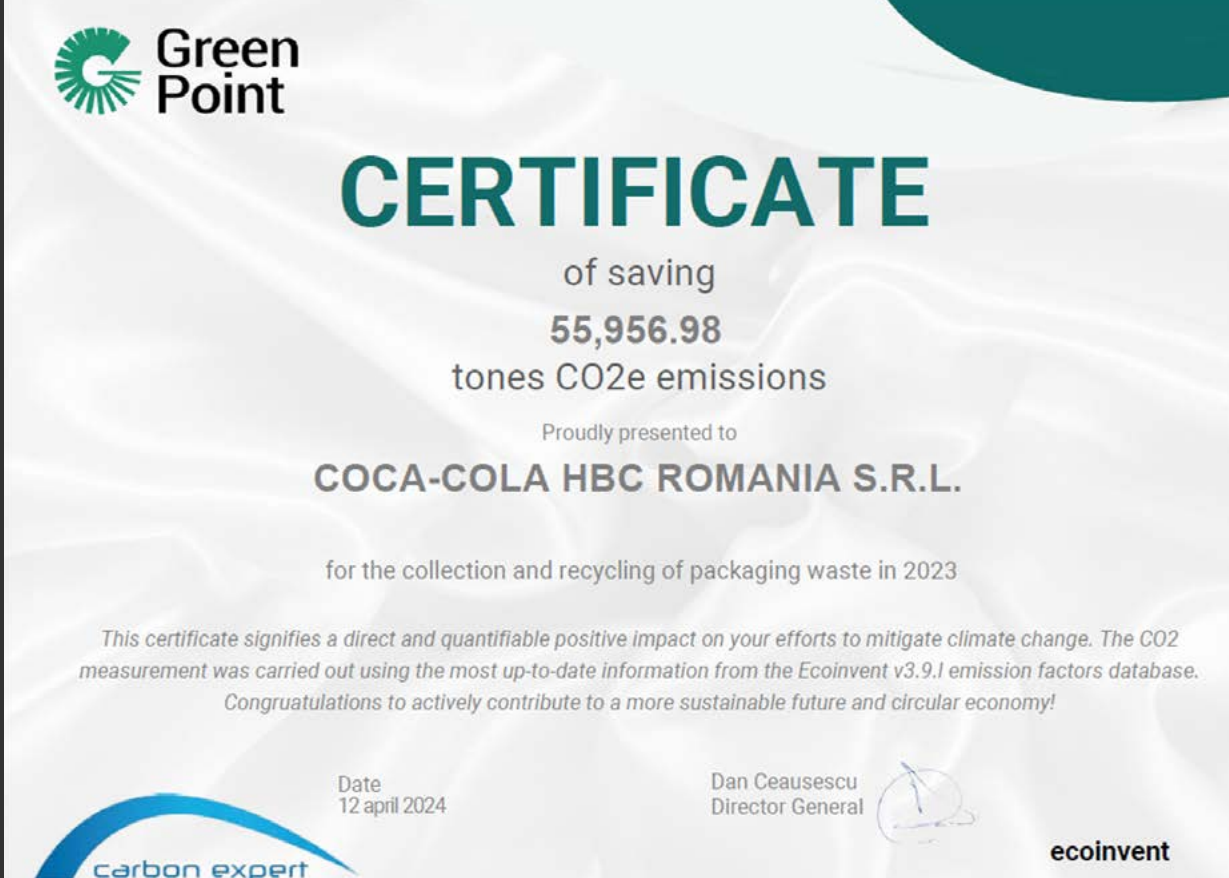 Green
Point
CERTIFICATE
of saving
55,956.98
tones CO2e emissions
Proudly presented to
COCA-COLA HBC ROMANIA S.R.L.
for the collection and recycling of packaging waste in 2023
This certificate signifies a direct and quantifiable positive impact on your efforts to mitigate climate change. The CO2
measurement was carried out using the most up-to-date information from the Ecoinvent v3.9.I emission factors database.
Congruatulations to actively contribute to a more sustainable future and circular economy!
Date
12 april 2024
Dan Ceausescu
Director General
carbon expert
ecoinvent